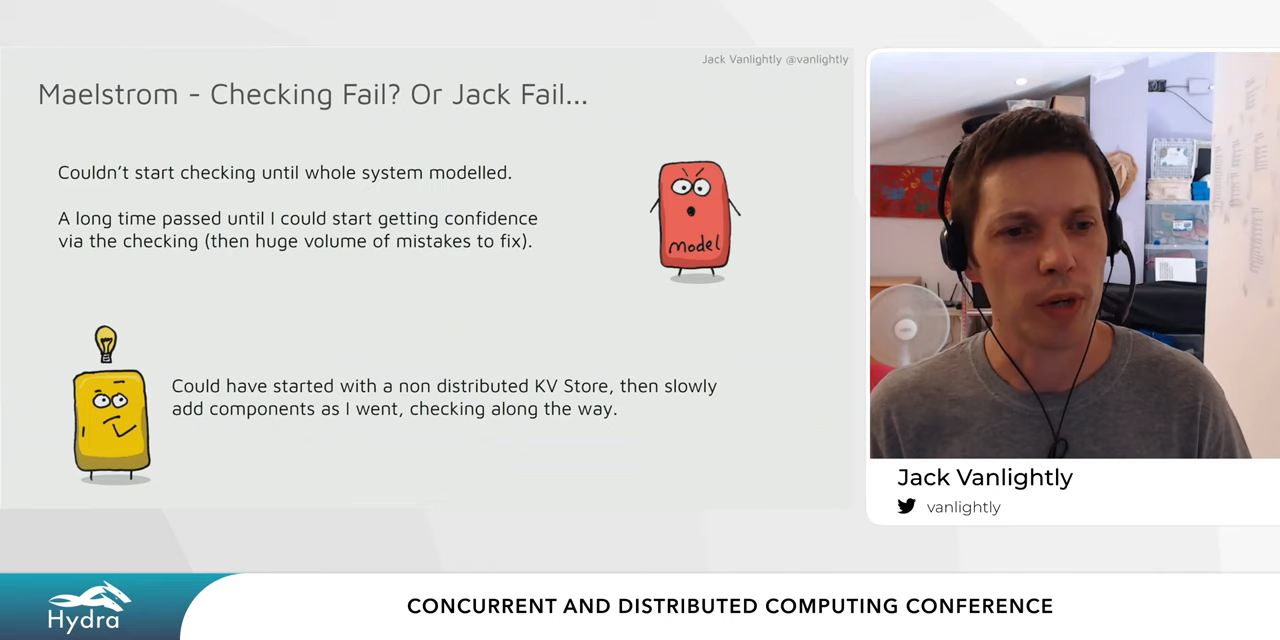 Jack Vanlightly @vanlightly
Maelstrom - Checking Fail? Or Jack Fail...
Couldn't start checking until whole system modelled.
A long time passed until I could start getting confidence
via the checking (then huge volume of mistakes to fix).
model
Could have started with a non distributed KV Store, then slowly
add components as I went, checking along the way.
Jack Vanlightly
vanlightly
Hydra
CONCURRENT AND DISTRIBUTED COMPUTING CONFERENCE